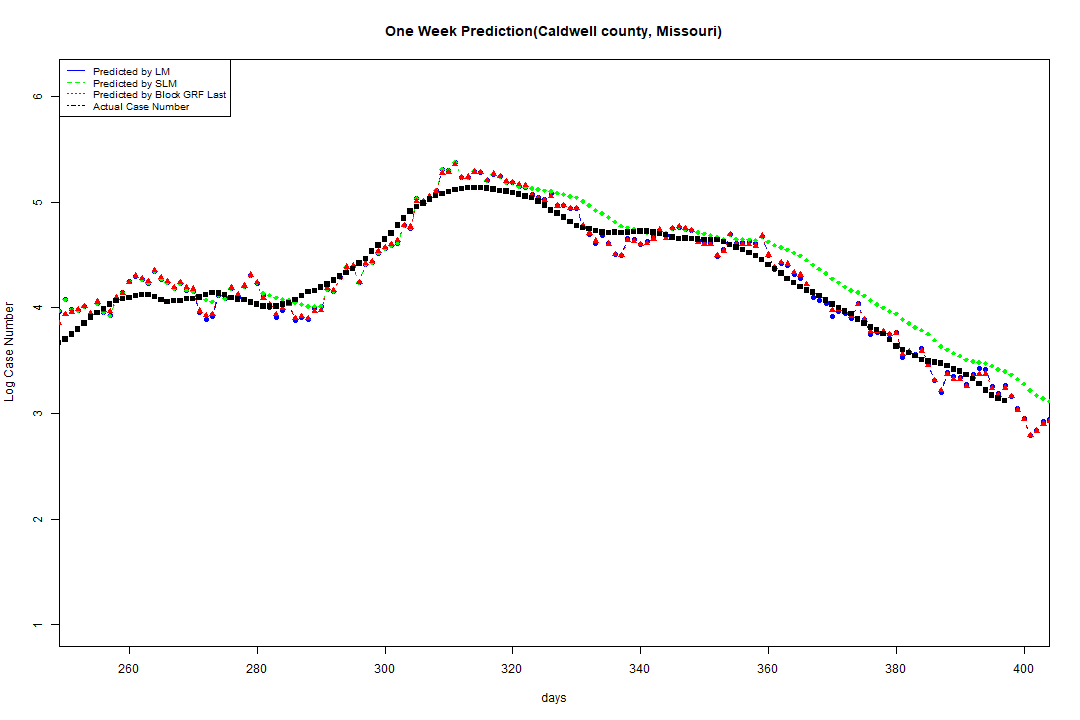 One Week Prediction(Caldwell county, Missouri)
Predicted by LM
Predicted by SLM
Predicted by Block GRF Last
Actual Case Number
Log Case Number
6
5
4
3
2
1
260 280 300 320 340 360 380 400
days